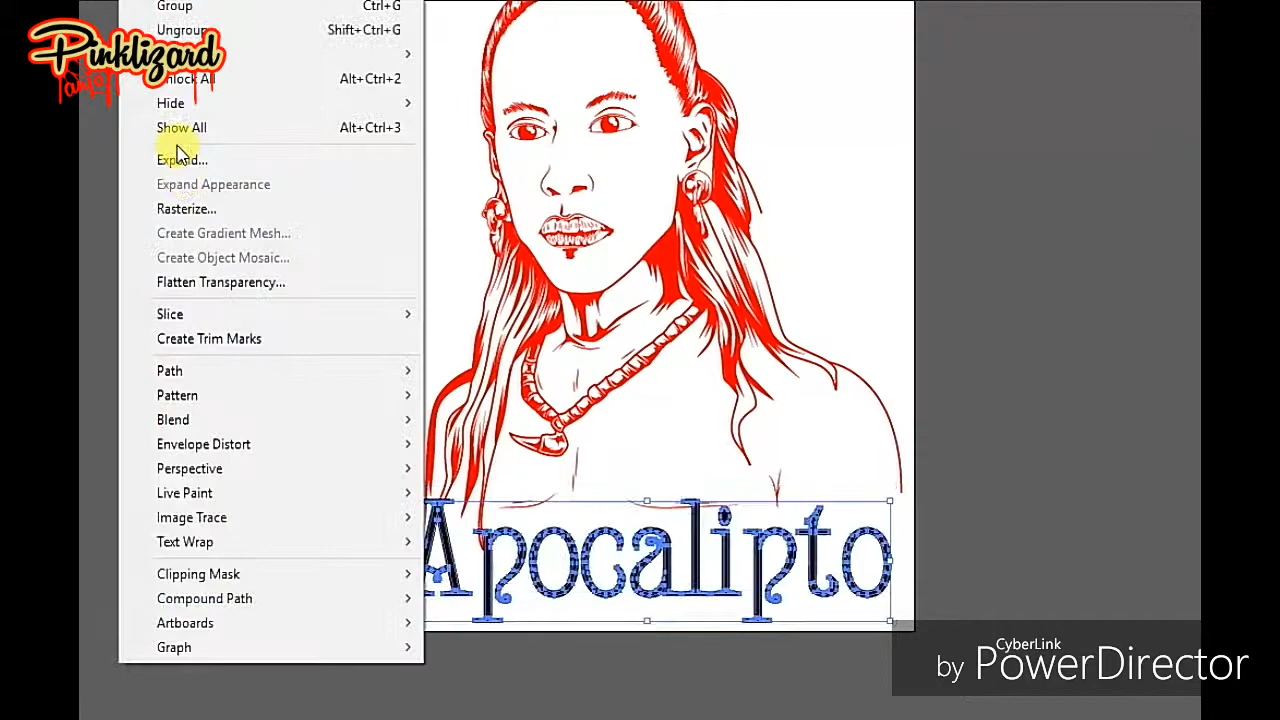 Group Ctrl+G
Ungroup Shift+Ctrl+G
Pinklizard
Unlock All Alt+Ctrl+2
Hide
Show All Alt+Ctrl+3
Expand...
Expand Appearance
Rasterize...
Create Gradient Mesh...
Create Object Mosaic...
Flatten Transparency...
Slice
Create Trim Marks
Path
Pattern
Blend
Envelope Distort
Perspective
Live Paint
Image Trace
Text Wrap
Clipping Mask
Compound Path
Artboards
Graph
Apocalipto
CyberLink
by PowerDirector